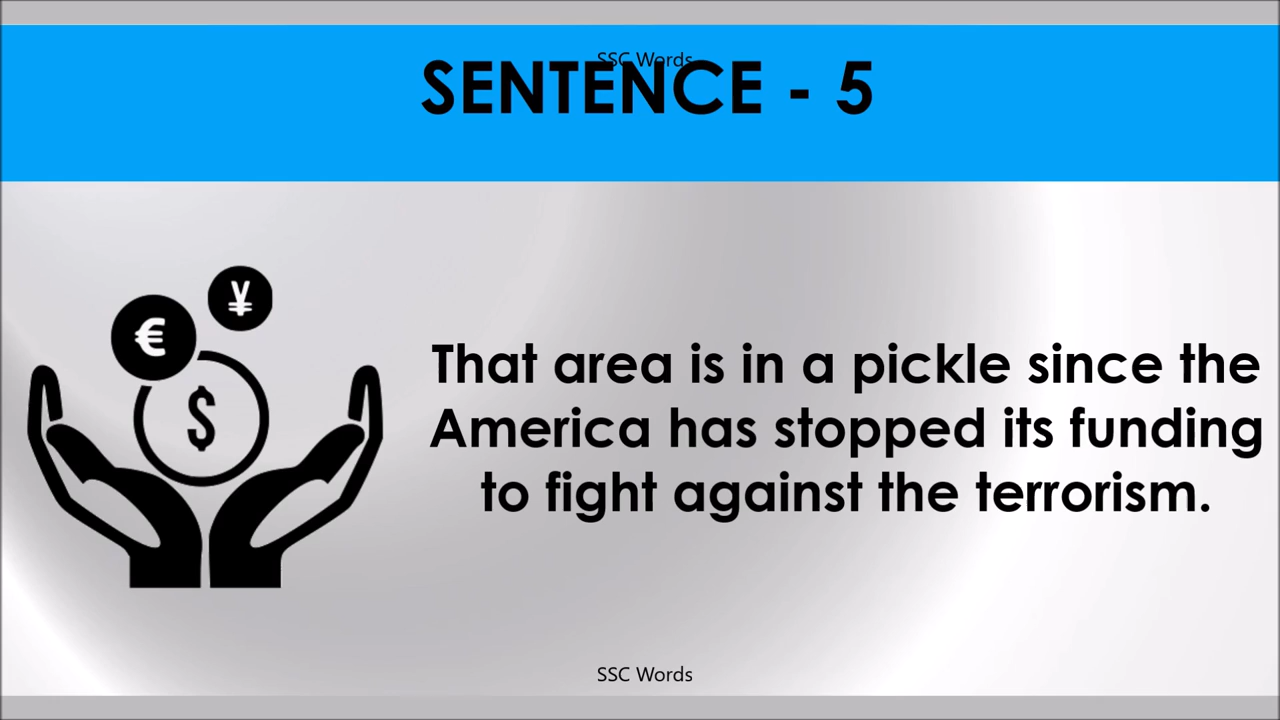 SSC Words
SENTENCE - 5
€
¥
$
That area is in a pickle since the
America has stopped its funding
to fight against the terrorism.
SSC Words